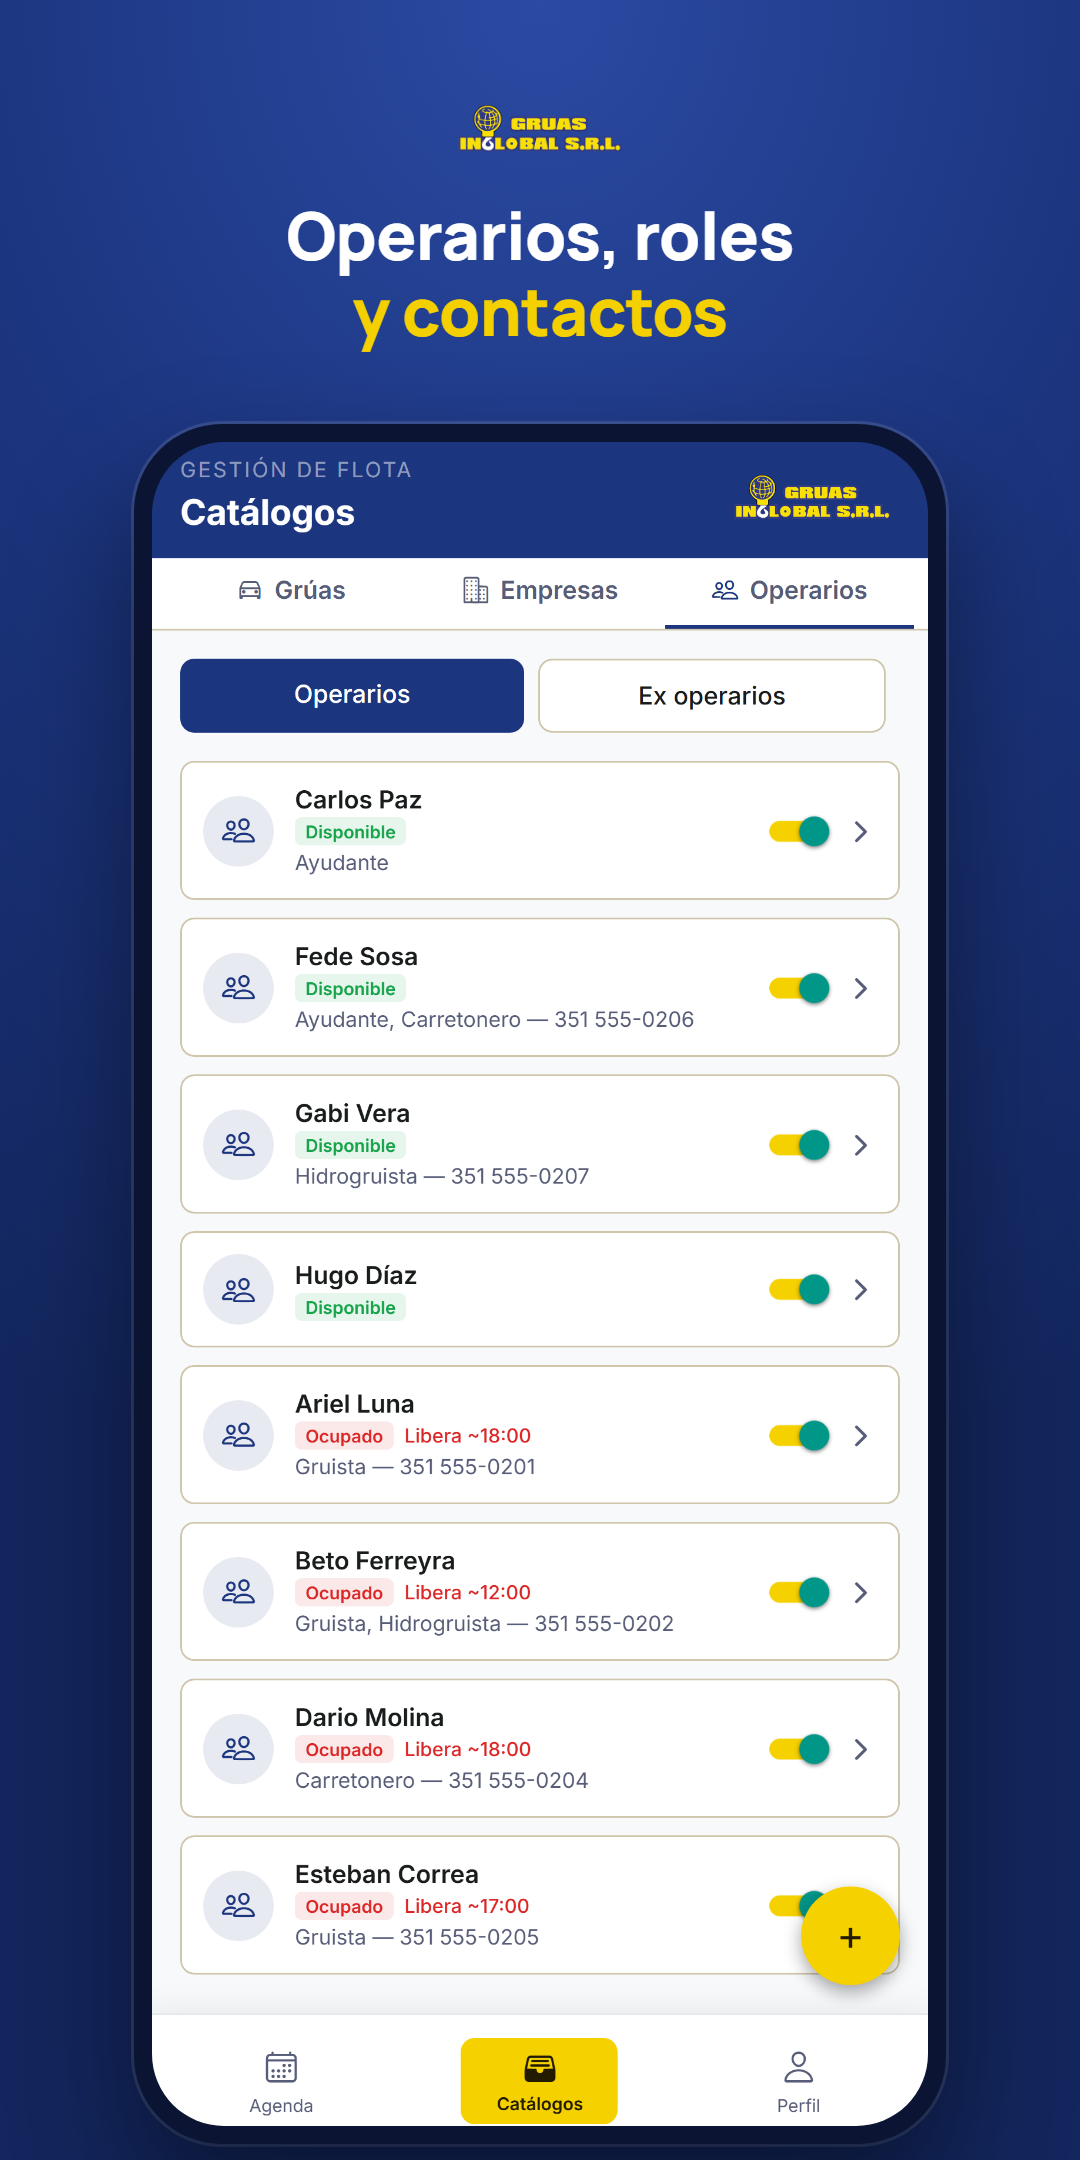 GRUAS
INGLOBAL S.R.L.
Operarios, roles
y contactos
GESTIÓN DE FLOTA
Catálogos
GRUAS
INGLOBAL S.R.L.
Grúas
Empresas
Operarios
Operarios
Ex operarios
Carlos Paz
Disponible
Ayudante
Fede Sosa
Disponible
Ayudante, Carretonero — 351 555-0206
Gabi Vera
Disponible
Hidrogruista — 351 555-0207
Hugo Díaz
Disponible
Ariel Luna
Ocupado Libera ~18:00
Gruista — 351 555-0201
Beto Ferreyra
Ocupado Libera ~12:00
Gruista, Hidrogruista — 351 555-0202
Dario Molina
Ocupado Libera ~18:00
Carretonero — 351 555-0204
Esteban Correa
Ocupado Libera ~17:00
Gruista — 351 555-0205
+
Agenda
Catálogos
Perfil